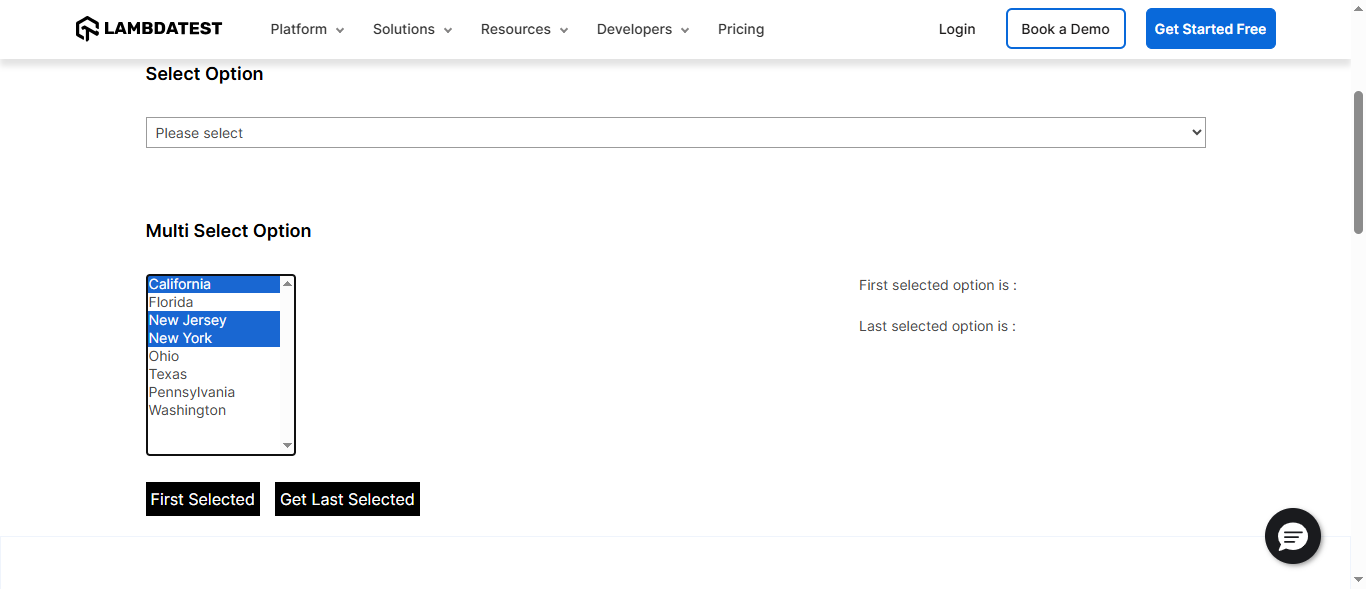 LAMBDATEST Platform Solutions Resources Developers Pricing Login Book a Demo Get Started Free
Select Option
Please select
Multi Select Option
California
Florida
New Jersey
New York
Ohio
Texas
Pennsylvania
Washington
First selected option is :
Last selected option is :
First Selected Get Last Selected